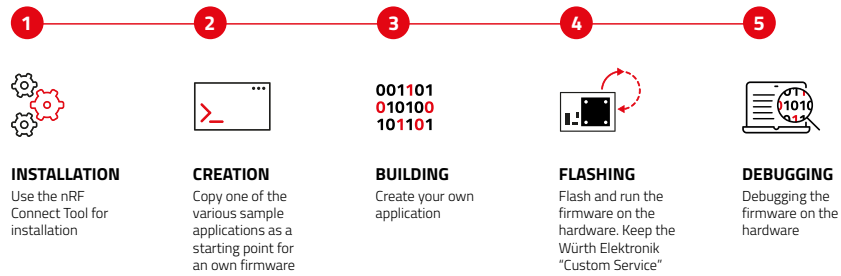 1
2
3
4
5
001101
010100
101101
1010
INSTALLATION
Use the nRF
Connect Tool for
installation
CREATION
Copy one of the
various sample
applications as a
starting point for
an own firmware
BUILDING
Create your own
application
FLASHING
Flash and run the
firmware on the
hardware. Keep the
Würth Elektronik
“Custom Service”
DEBUGGING
Debugging the
firmware on the
hardware